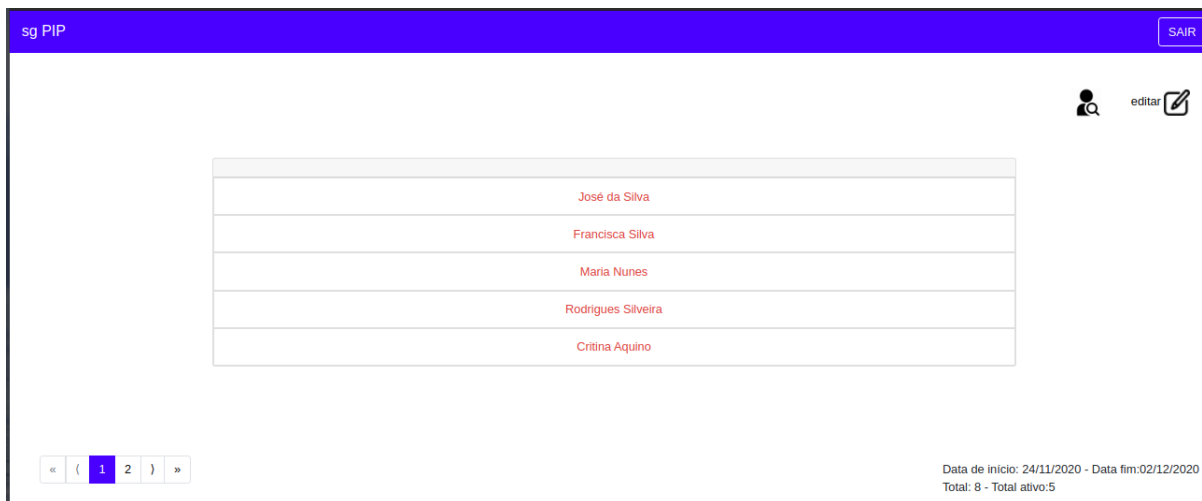 sg PIP
SAIR
editar
José da Silva
Francisca Silva
Maria Nunes
Rodrigues Silveira
Critina Aquino
« ⟨ 1 2 ⟩ »
Data de início: 24/11/2020 - Data fim:02/12/2020
Total: 8 - Total ativo:5